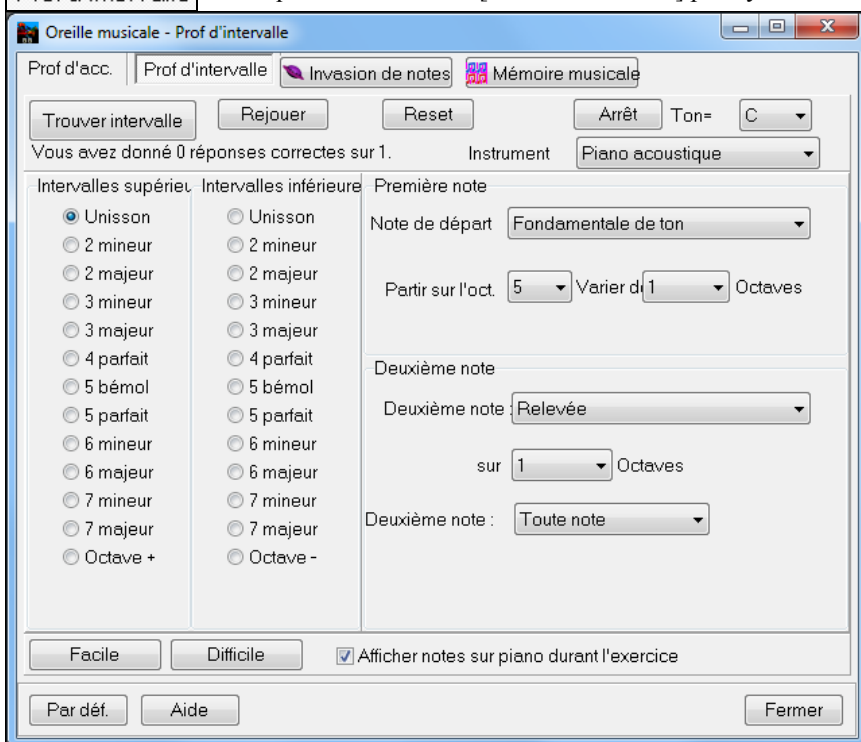 Oreille musicale - Prof d'intervalle
Prof d'acc. Prof d'intervalle Invasion de notes Mémoire musicale
Trouver intervalle Rejouer Reset Arrêt Ton= C
Vous avez donné 0 réponses correctes sur 1. Instrument Piano acoustique
Intervalles supérieu Intervalles inférieure Première note
Unisson Unisson
Note de départ Fondamentale de ton
2 mineur 2 mineur
2 majeur 2 majeur
3 mineur 3 mineur
Partir sur l'oct. 5 Varier de 1 Octaves
3 majeur 3 majeur
4 parfait 4 parfait
Deuxième note
5 bémol 5 bémol
5 parfait 5 parfait
Deuxième note : Relevée
6 mineur 6 mineur
6 majeur 6 majeur
sur 1 Octaves
7 mineur 7 mineur
7 majeur 7 majeur
Deuxième note : Toute note
Octave + Octave -
Facile Difficile Afficher notes sur piano durant l'exercice
Par déf. Aide Fermer